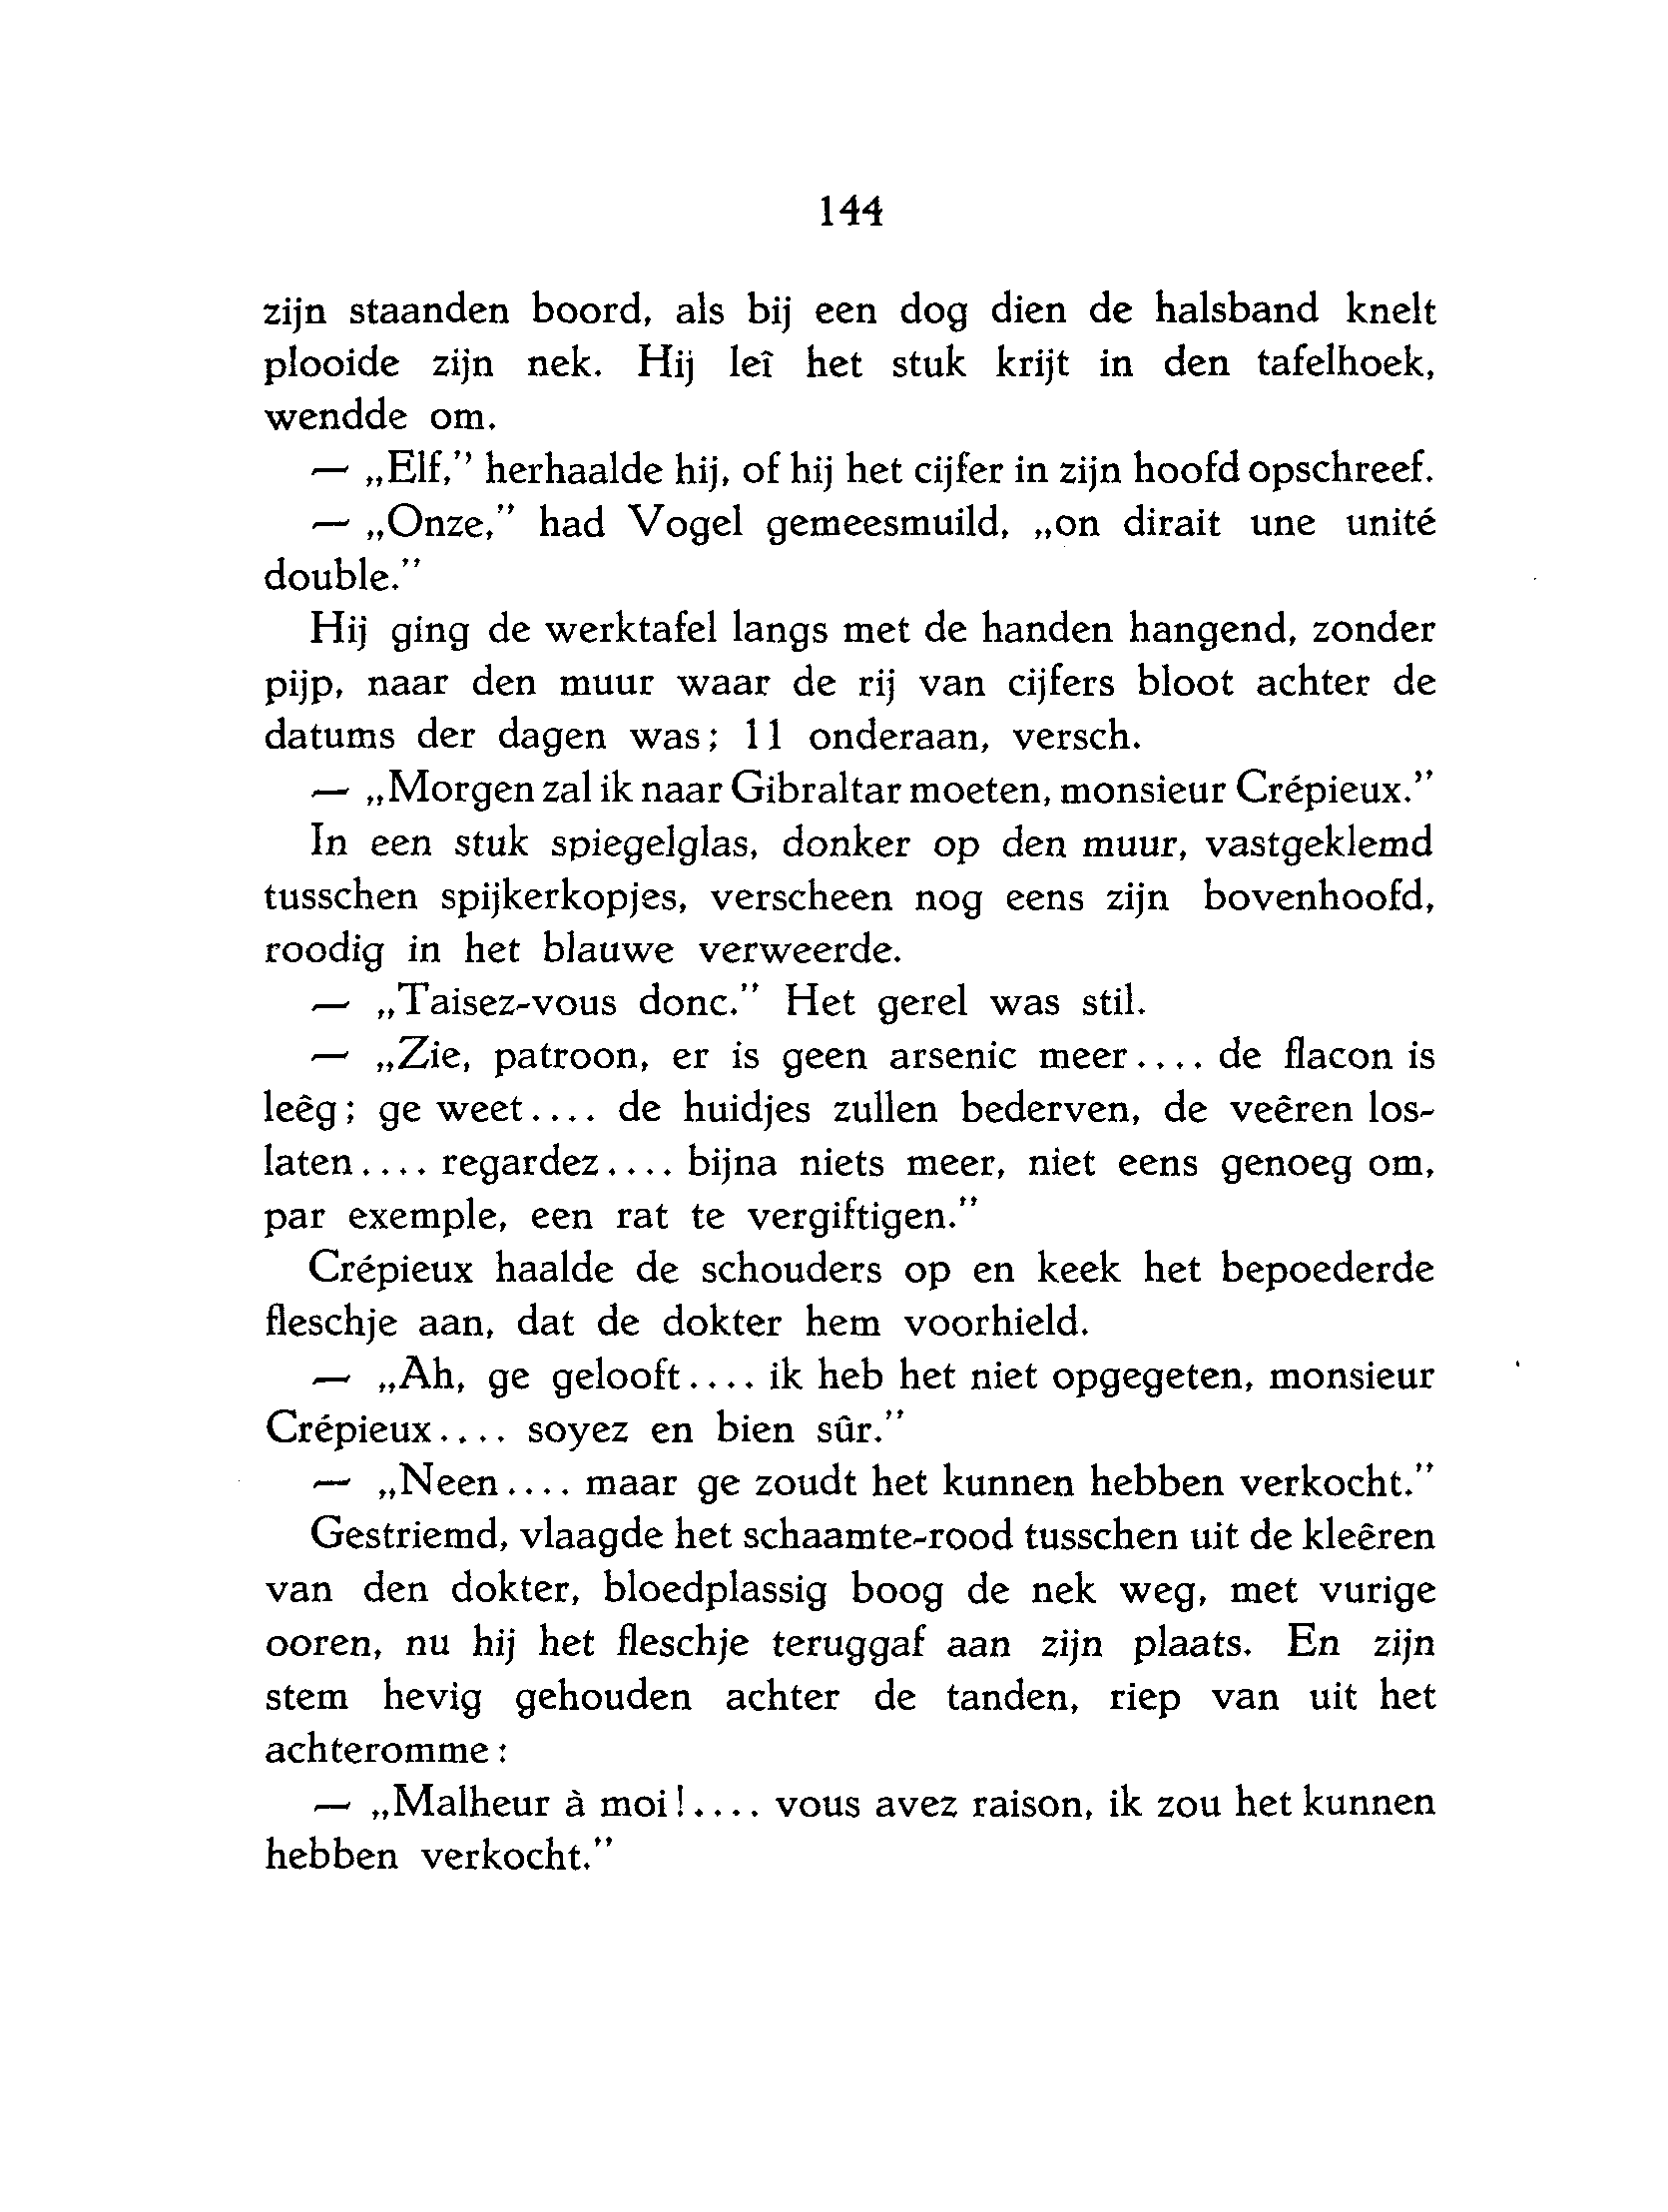 144
zijn staanden boord, als bij een dog dien de halsband knelt
plooide zijn nek. Hij leî het stuk krijt in den tafelhoek,
wendde om.
— „Elf,” herhaalde hij, of hij het cijfer in zijn hoofd opschreef.
— „Onze,” had Vogel gemeesmuild, „on dirait une unité
double.”
Hij ging de werktafel langs met de handen hangend, zonder
pijp, naar den muur waar de rij van cijfers bloot achter de
datums der dagen was; 11 onderaan, versch.
— „Morgen zal ik naar Gibraltar moeten, monsieur Crépieux.”
In een stuk spiegelglas, donker op den muur, vastgeklemd
tusschen spijkerkopjes, verscheen nog eens zijn bovenhoofd,
roodig in het blauwe verweerde.
— „Taisez-vous donc.” Het gerel was stil.
— „Zie, patroon, er is geen arsenic meer.... de flacon is
leêg; ge weet.... de huidjes zullen bederven, de veêren los-
laten.... regardez.... bijna niets meer, niet eens genoeg om,
par exemple, een rat te vergiftigen.”
Crépieux haalde de schouders op en keek het bepoederde
fleschje aan, dat de dokter hem voorhield.
— „Ah, ge gelooft.... ik heb het niet opgegeten, monsieur
Crépieux.... soyez en bien sûr.”
— „Neen.... maar ge zoudt het kunnen hebben verkocht.”
Gestriemd, vlaagde het schaamte-rood tusschen uit de kleêren
van den dokter, bloedplassig boog de nek weg, met vurige
ooren, nu hij het fleschje teruggaf aan zijn plaats. En zijn
stem hevig gehouden achter de tanden, riep van uit het
achteromme:
— „Malheur à moi!.... vous avez raison, ik zou het kunnen
hebben verkocht.”